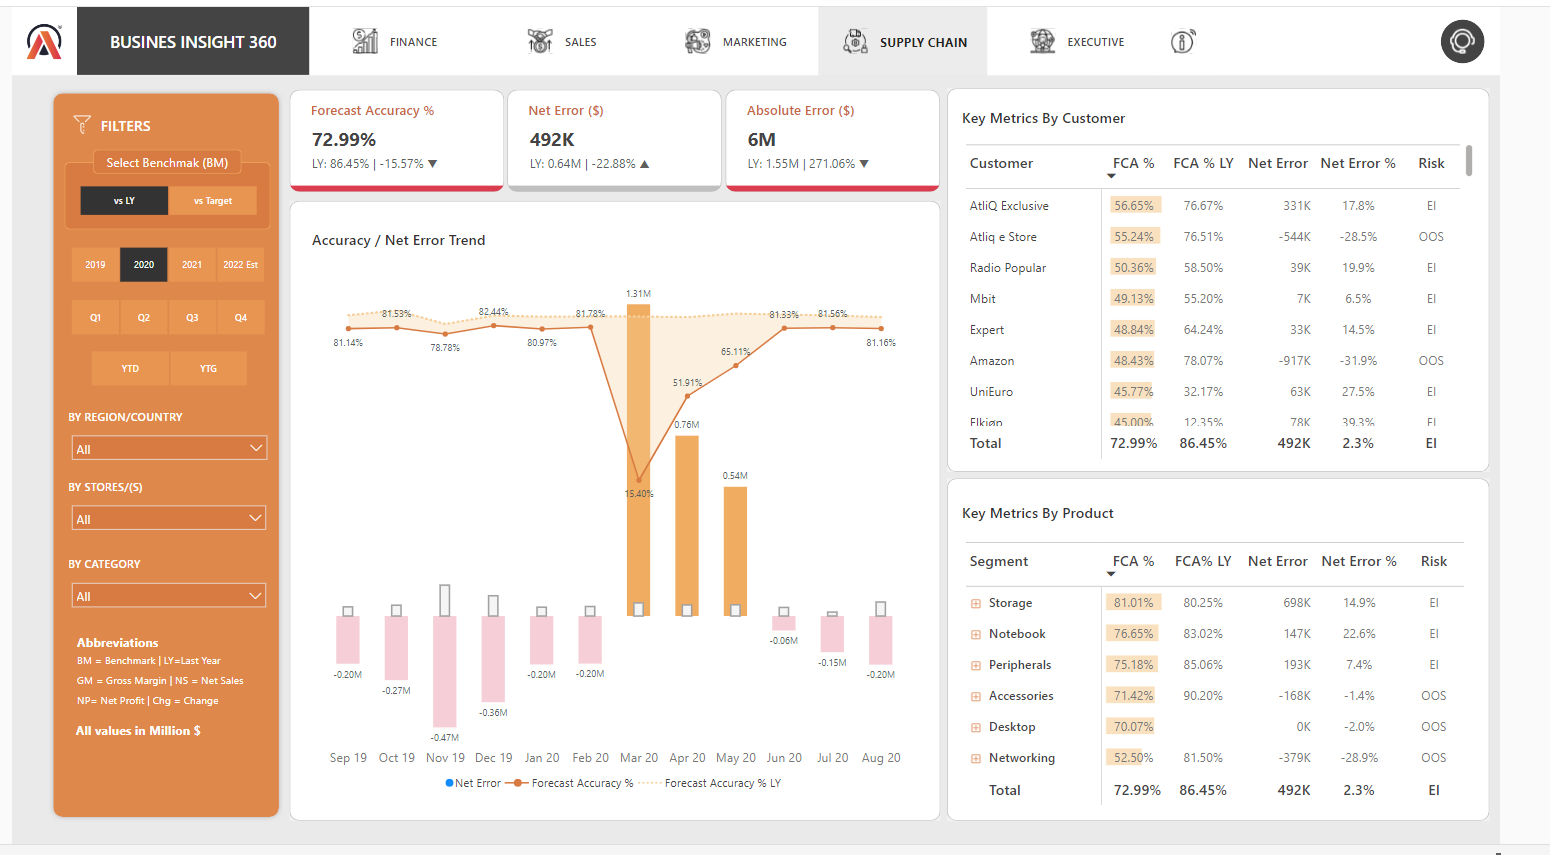 BUSINES INSIGHT 360
FINANCE
SALES
MARKETING
SUPPLY CHAIN
EXECUTIVE
FILTERS
Select Benchmak (BM)
vs LY vs Target
2019 2020 2021 2022 Est
Q1 Q2 Q3 Q4
YTD YTG
BY REGION/COUNTRY
All
BY STORES/(S)
All
BY CATEGORY
All
Abbreviations
BM = Benchmark | LY=Last Year
GM = Gross Margin | NS = Net Sales
NP= Net Profit | Chg = Change
All values in Million $
Forecast Accuracy %
72.99%
LY: 86.45% | -15.57% ▼
Net Error ($)
492K
LY: 0.64M | -22.88% ▲
Absolute Error ($)
6M
LY: 1.55M | 271.06% ▼
Accuracy / Net Error Trend
1.31M
81.53% 82.44% 81.78% 81.33% 81.56%
81.14% 78.78% 80.97% 65.11% 81.16%
51.91%
0.76M
0.54M
15.40%
-0.06M
-0.15M
-0.20M -0.20M -0.20M -0.20M
-0.27M
-0.36M
-0.47M
Sep 19 Oct 19 Nov 19 Dec 19 Jan 20 Feb 20 Mar 20 Apr 20 May 20 Jun 20 Jul 20 Aug 20
Net Error Forecast Accuracy % Forecast Accuracy % LY
Key Metrics By Customer
Customer FCA % FCA % LY Net Error Net Error % Risk
AtliQ Exclusive 56.65% 76.67% 331K 17.8% EI
Atliq e Store 55.24% 76.51% -544K -28.5% OOS
Radio Popular 50.36% 58.50% 39K 19.9% EI
Mbit 49.13% 55.20% 7K 6.5% EI
Expert 48.84% 64.24% 33K 14.5% EI
Amazon 48.43% 78.07% -917K -31.9% OOS
UniEuro 45.77% 32.17% 63K 27.5% EI
Elkjøp 45.00% 12.35% 78K 39.3% EI
Total 72.99% 86.45% 492K 2.3% EI
Key Metrics By Product
Segment FCA % FCA% LY Net Error Net Error % Risk
Storage 81.01% 80.25% 698K 14.9% EI
Notebook 76.65% 83.02% 147K 22.6% EI
Peripherals 75.18% 85.06% 193K 7.4% EI
Accessories 71.42% 90.20% -168K -1.4% OOS
Desktop 70.07% 0K -2.0% OOS
Networking 52.50% 81.50% -379K -28.9% OOS
Total 72.99% 86.45% 492K 2.3% EI